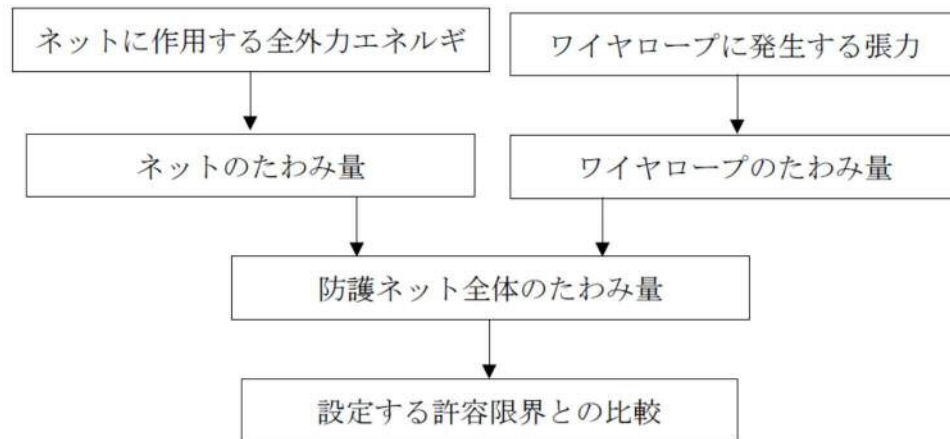 ネットに作用する全外力エネルギ
ワイヤロープに発生する張力
ネットのたわみ量
ワイヤロープのたわみ量
防護ネット全体のたわみ量
設定する許容限界との比較